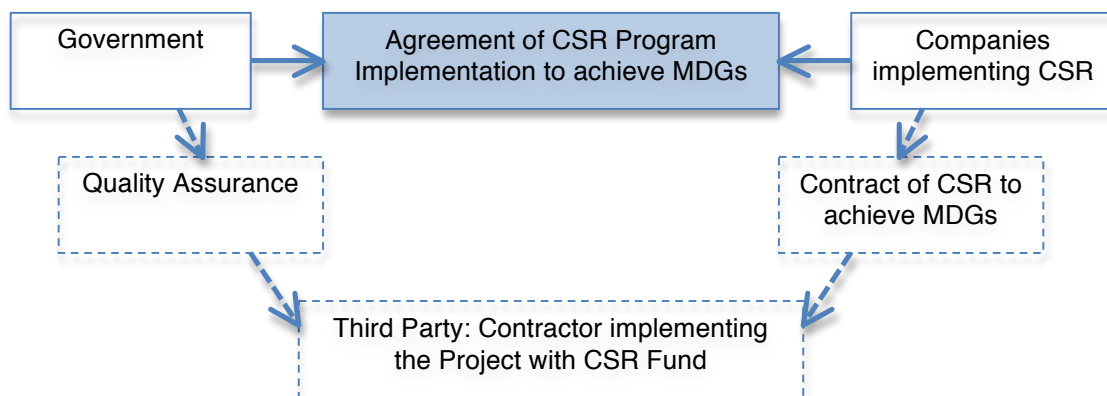 Government
Agreement of CSR Program
Implementation to achieve MDGs
Companies
implementing CSR
Quality Assurance
Contract of CSR to
achieve MDGs
Third Party: Contractor implementing
the Project with CSR Fund